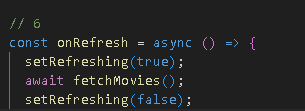 // 6
const onRefresh = async () => {
  setRefreshing(true);
  await fetchMovies();
  setRefreshing(false);